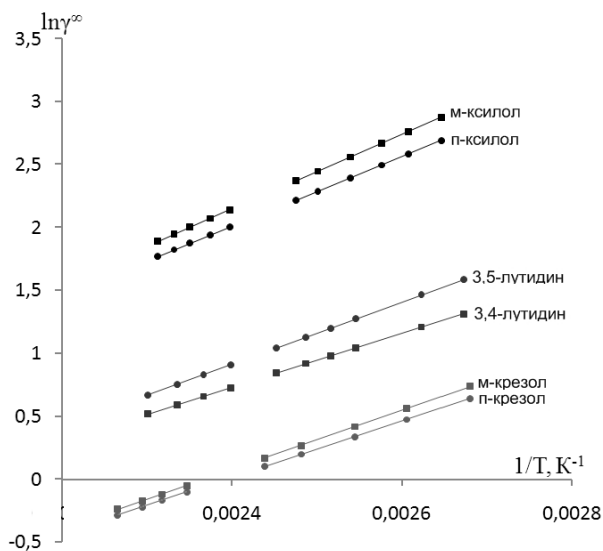 lnγ∞
3,5
3
м-ксилол
п-ксилол
2,5
2
3,5-лутидин
1,5
3,4-лутидин
1
м-крезол
п-крезол
0,5
1/T, K-1
0
0,0024
0,0026
0,0028
-0,5